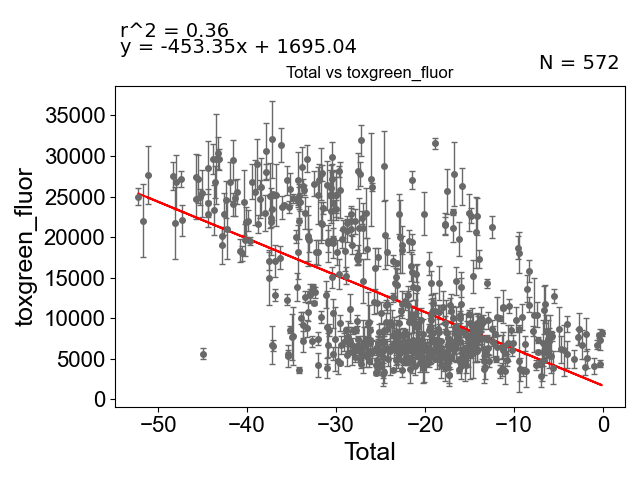 r^2 = 0.36
y = -453.35x + 1695.04
N = 572
Total vs toxgreen_fluor
35000
30000
25000
20000
15000
10000
5000
0
toxgreen_fluor
−50 −40 −30 −20 −10 0
Total